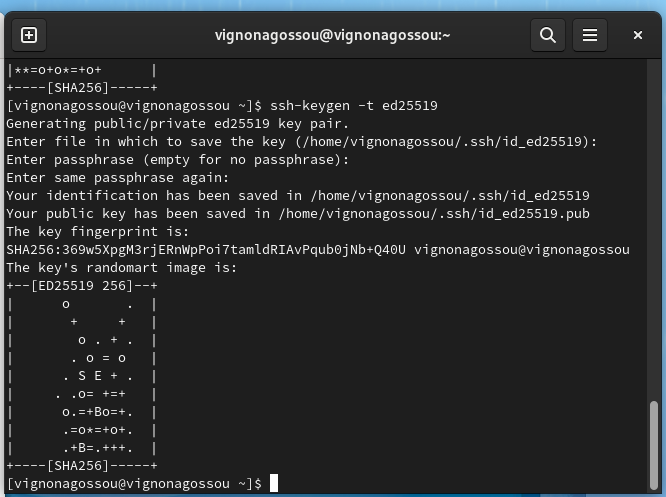 vignonagossou@vignonagossou:~
|**=o+o*=+o+      |
+----[SHA256]-----+
[vignonagossou@vignonagossou ~]$ ssh-keygen -t ed25519
Generating public/private ed25519 key pair.
Enter file in which to save the key (/home/vignonagossou/.ssh/id_ed25519):
Enter passphrase (empty for no passphrase):
Enter same passphrase again:
Your identification has been saved in /home/vignonagossou/.ssh/id_ed25519
Your public key has been saved in /home/vignonagossou/.ssh/id_ed25519.pub
The key fingerprint is:
SHA256:369w5XpgM3rjERnWpPoi7tamldRIAvPqub0jNb+Q40U vignonagossou@vignonagossou
The key's randomart image is:
+--[ED25519 256]--+
|      o       .  |
|       +     +   |
|        o . + .  |
|       . o = o   |
|      . S E + .  |
|     . .o= +=+   |
|      o.=+Bo=+.  |
|      .=o*=+o+.  |
|      .+B=.+++.  |
+----[SHA256]-----+
[vignonagossou@vignonagossou ~]$